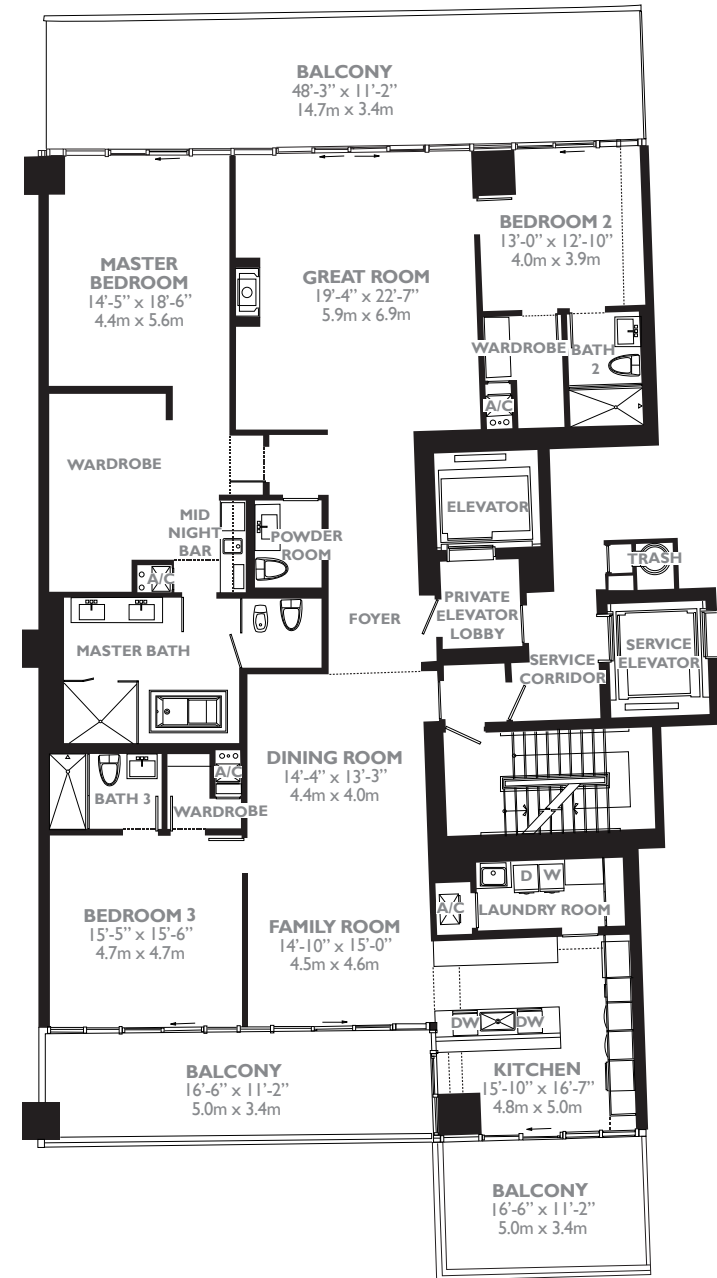 BALCONY
48'-3” x 11'-2”
14.7m x 3.4m
BEDROOM 2
13'-0” x 12'-10”
4.0m x 3.9m
MASTER
BEDROOM
14'-5” x 18'-6”
4.4m x 5.6m
GREAT ROOM
19'-4” x 22'-7”
5.9m x 6.9m
WARDROBE
BATH
2
A/C
WARDROBE
ELEVATOR
MID
NIGHT
BAR
POWDER
ROOM
TRASH
A/C
PRIVATE
ELEVATOR
LOBBY
FOYER
MASTER BATH
SERVICE
CORRIDOR
SERVICE
ELEVATOR
DINING ROOM
14'-4” x 13'-3”
4.4m x 4.0m
A/C
BATH 3
WARDROBE
D
W
A/C
LAUNDRY ROOM
BEDROOM 3
15'-5” x 15'-6”
4.7m x 4.7m
FAMILY ROOM
14'-10” x 15'-0”
4.5m x 4.6m
DW
DW
BALCONY
16'-6” x 11'-2”
5.0m x 3.4m
KITCHEN
15'-10” x 16'-7”
4.8m x 5.0m
BALCONY
16'-6” x 11'-2”
5.0m x 3.4m